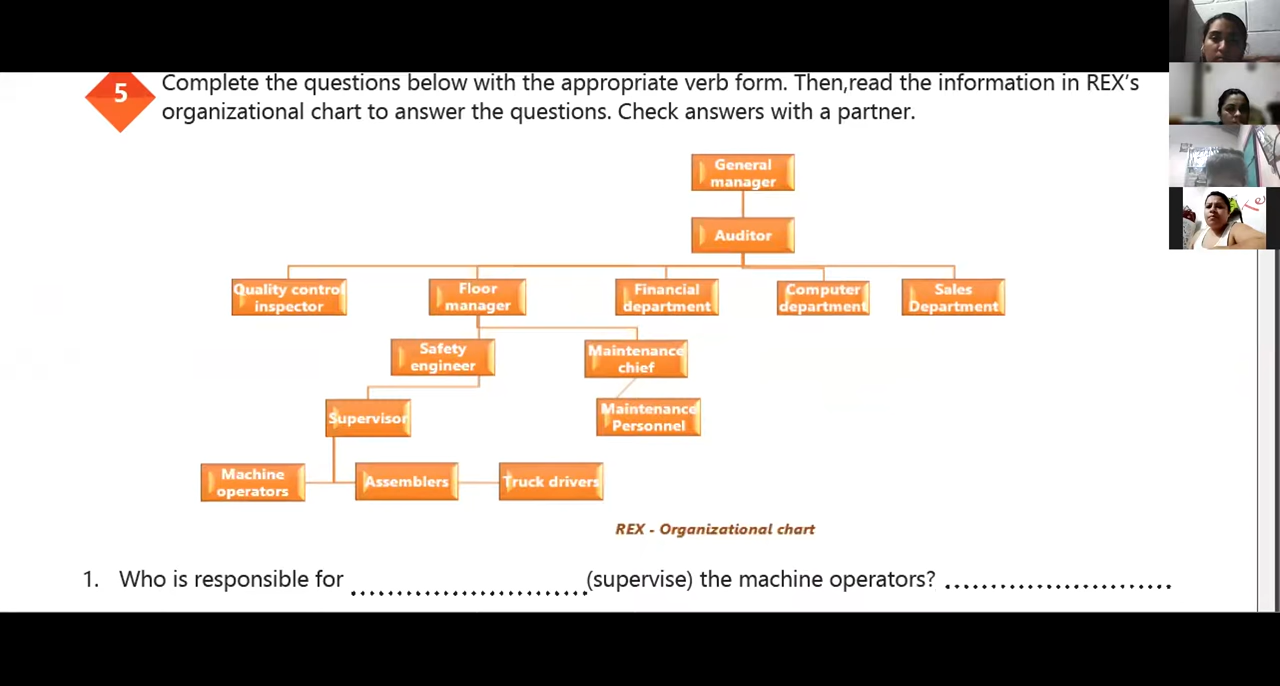 5
Complete the questions below with the appropriate verb form. Then,read the information in REX's
organizational chart to answer the questions. Check answers with a partner.
General
manager
Auditor
Quality control
inspector
Floor
manager
Financial
department
Computer
department
Sales
Department
Safety
engineer
Maintenance
chief
Supervisor
Maintenance
Personnel
Machine
operators
Assemblers
Truck drivers
REX - Organizational chart
1. Who is responsible for ........................(supervise) the machine operators? ........................